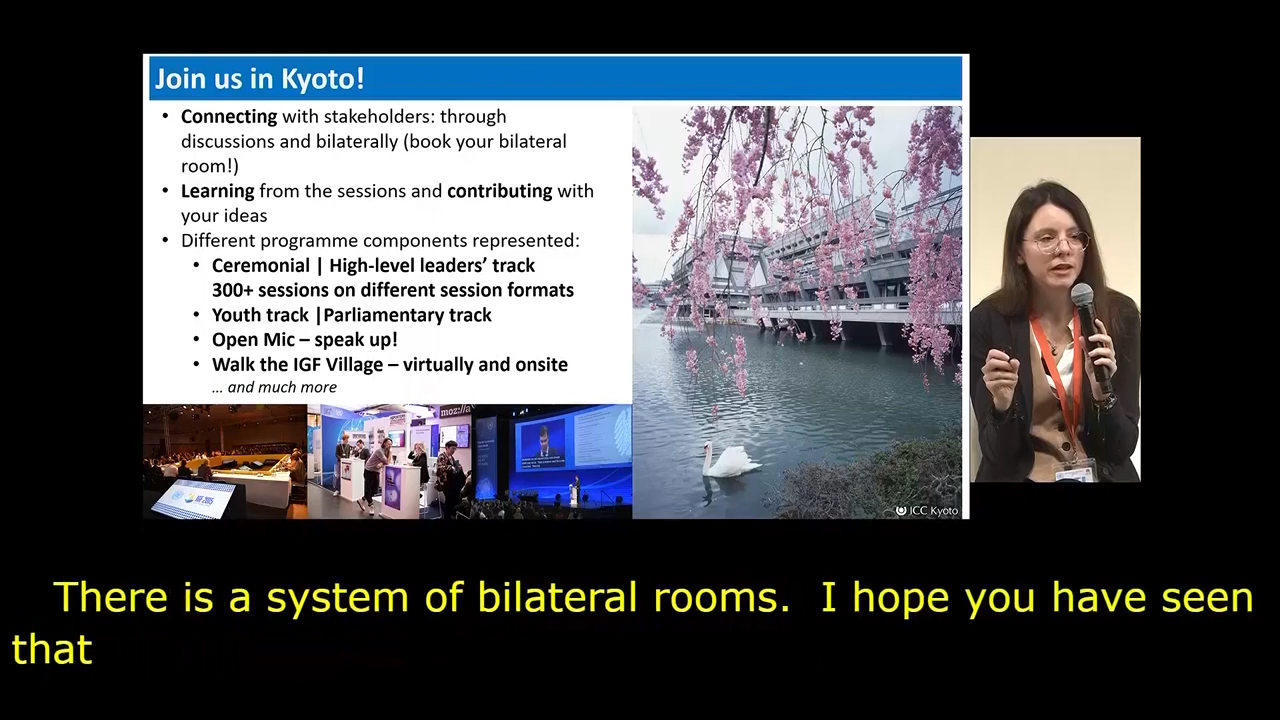 Join us in Kyoto!
• Connecting with stakeholders: through
discussions and bilaterally (book your bilateral
room!)
• Learning from the sessions and contributing with
your ideas
• Different programme components represented:
• Ceremonial | High-level leaders’ track
300+ sessions on different session formats
• Youth track |Parliamentary track
• Open Mic – speak up!
• Walk the IGF Village – virtually and onsite
... and much more
moz://a
IGF 2015
ICC Kyoto
There is a system of bilateral rooms. I hope you have seen
that